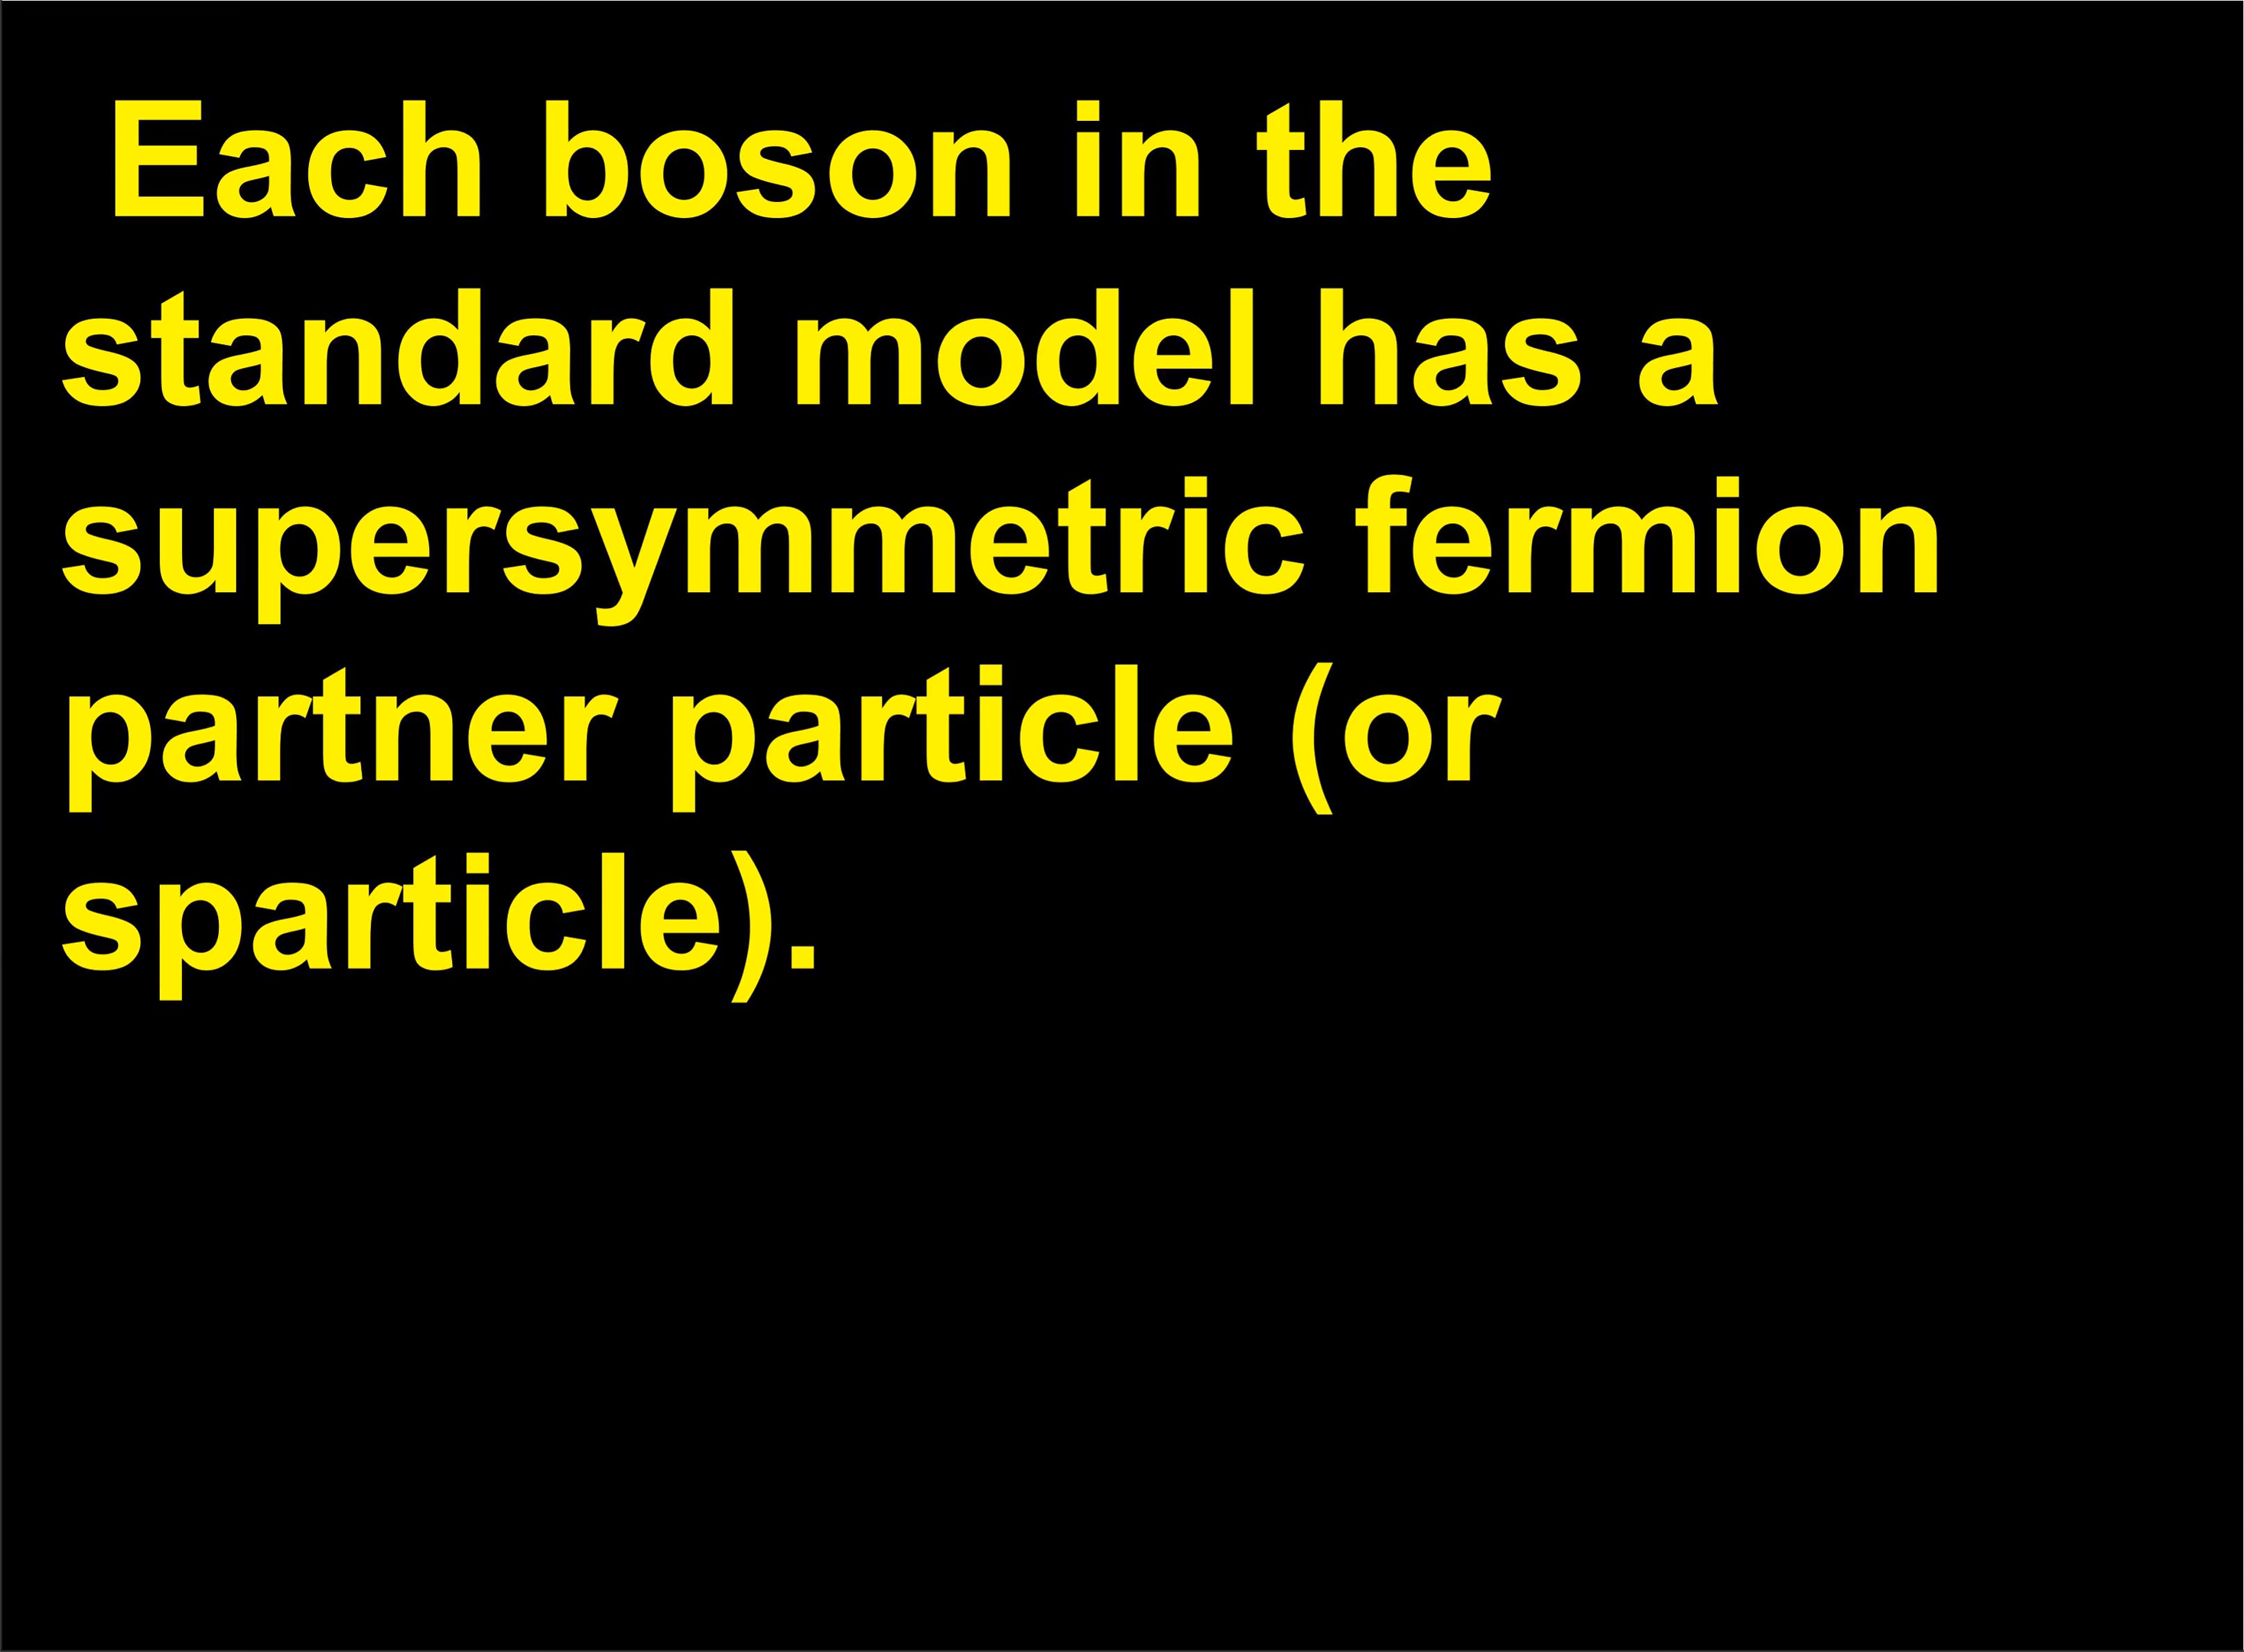 Each boson in the
standard model has a
supersymmetric fermion
partner particle (or
sparticle).